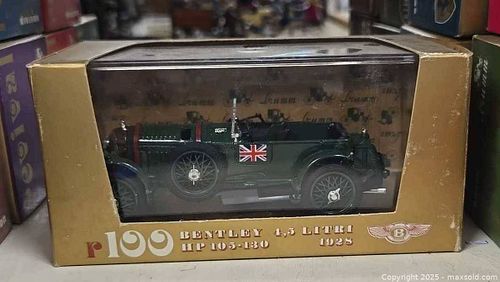 r100
BENTLEY 4,5 LITRI
HP 105-130 1928
B
Copyright 2025 - maxsold.com